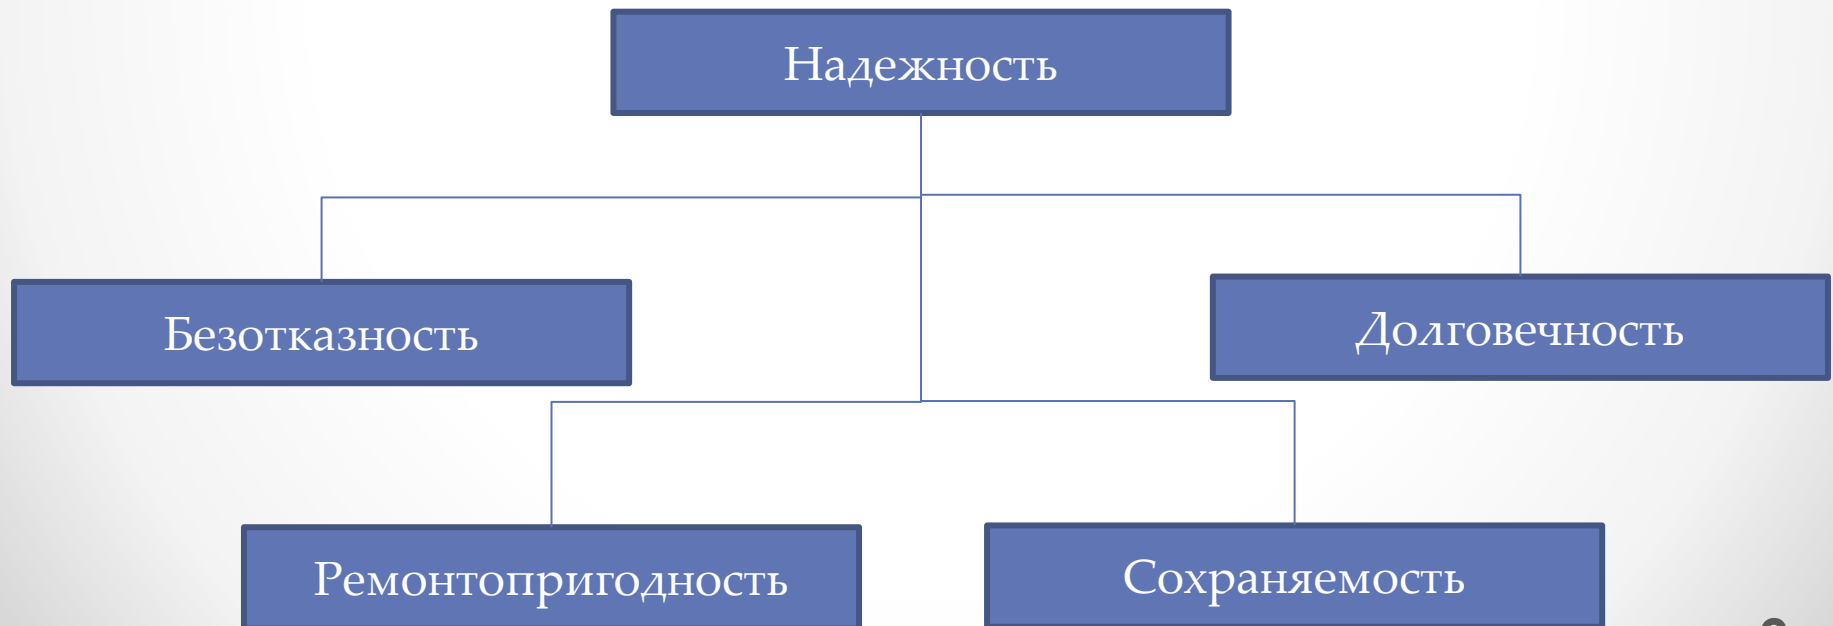 Надежность
Безотказность
Долговечность
Ремонтопригодность
Сохраняемость